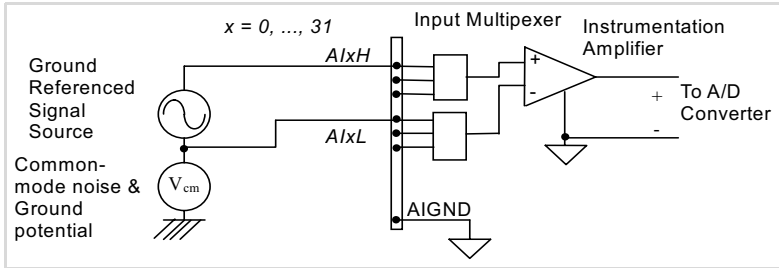 x = 0, ..., 31
Input Multipexer
Instrumentation
Amplifier
Ground
Referenced
Signal
Source
AIxH
+
-
To A/D
Converter
+
-
AIxL
Common-
mode noise &
Ground
potential
Vcm
AIGND